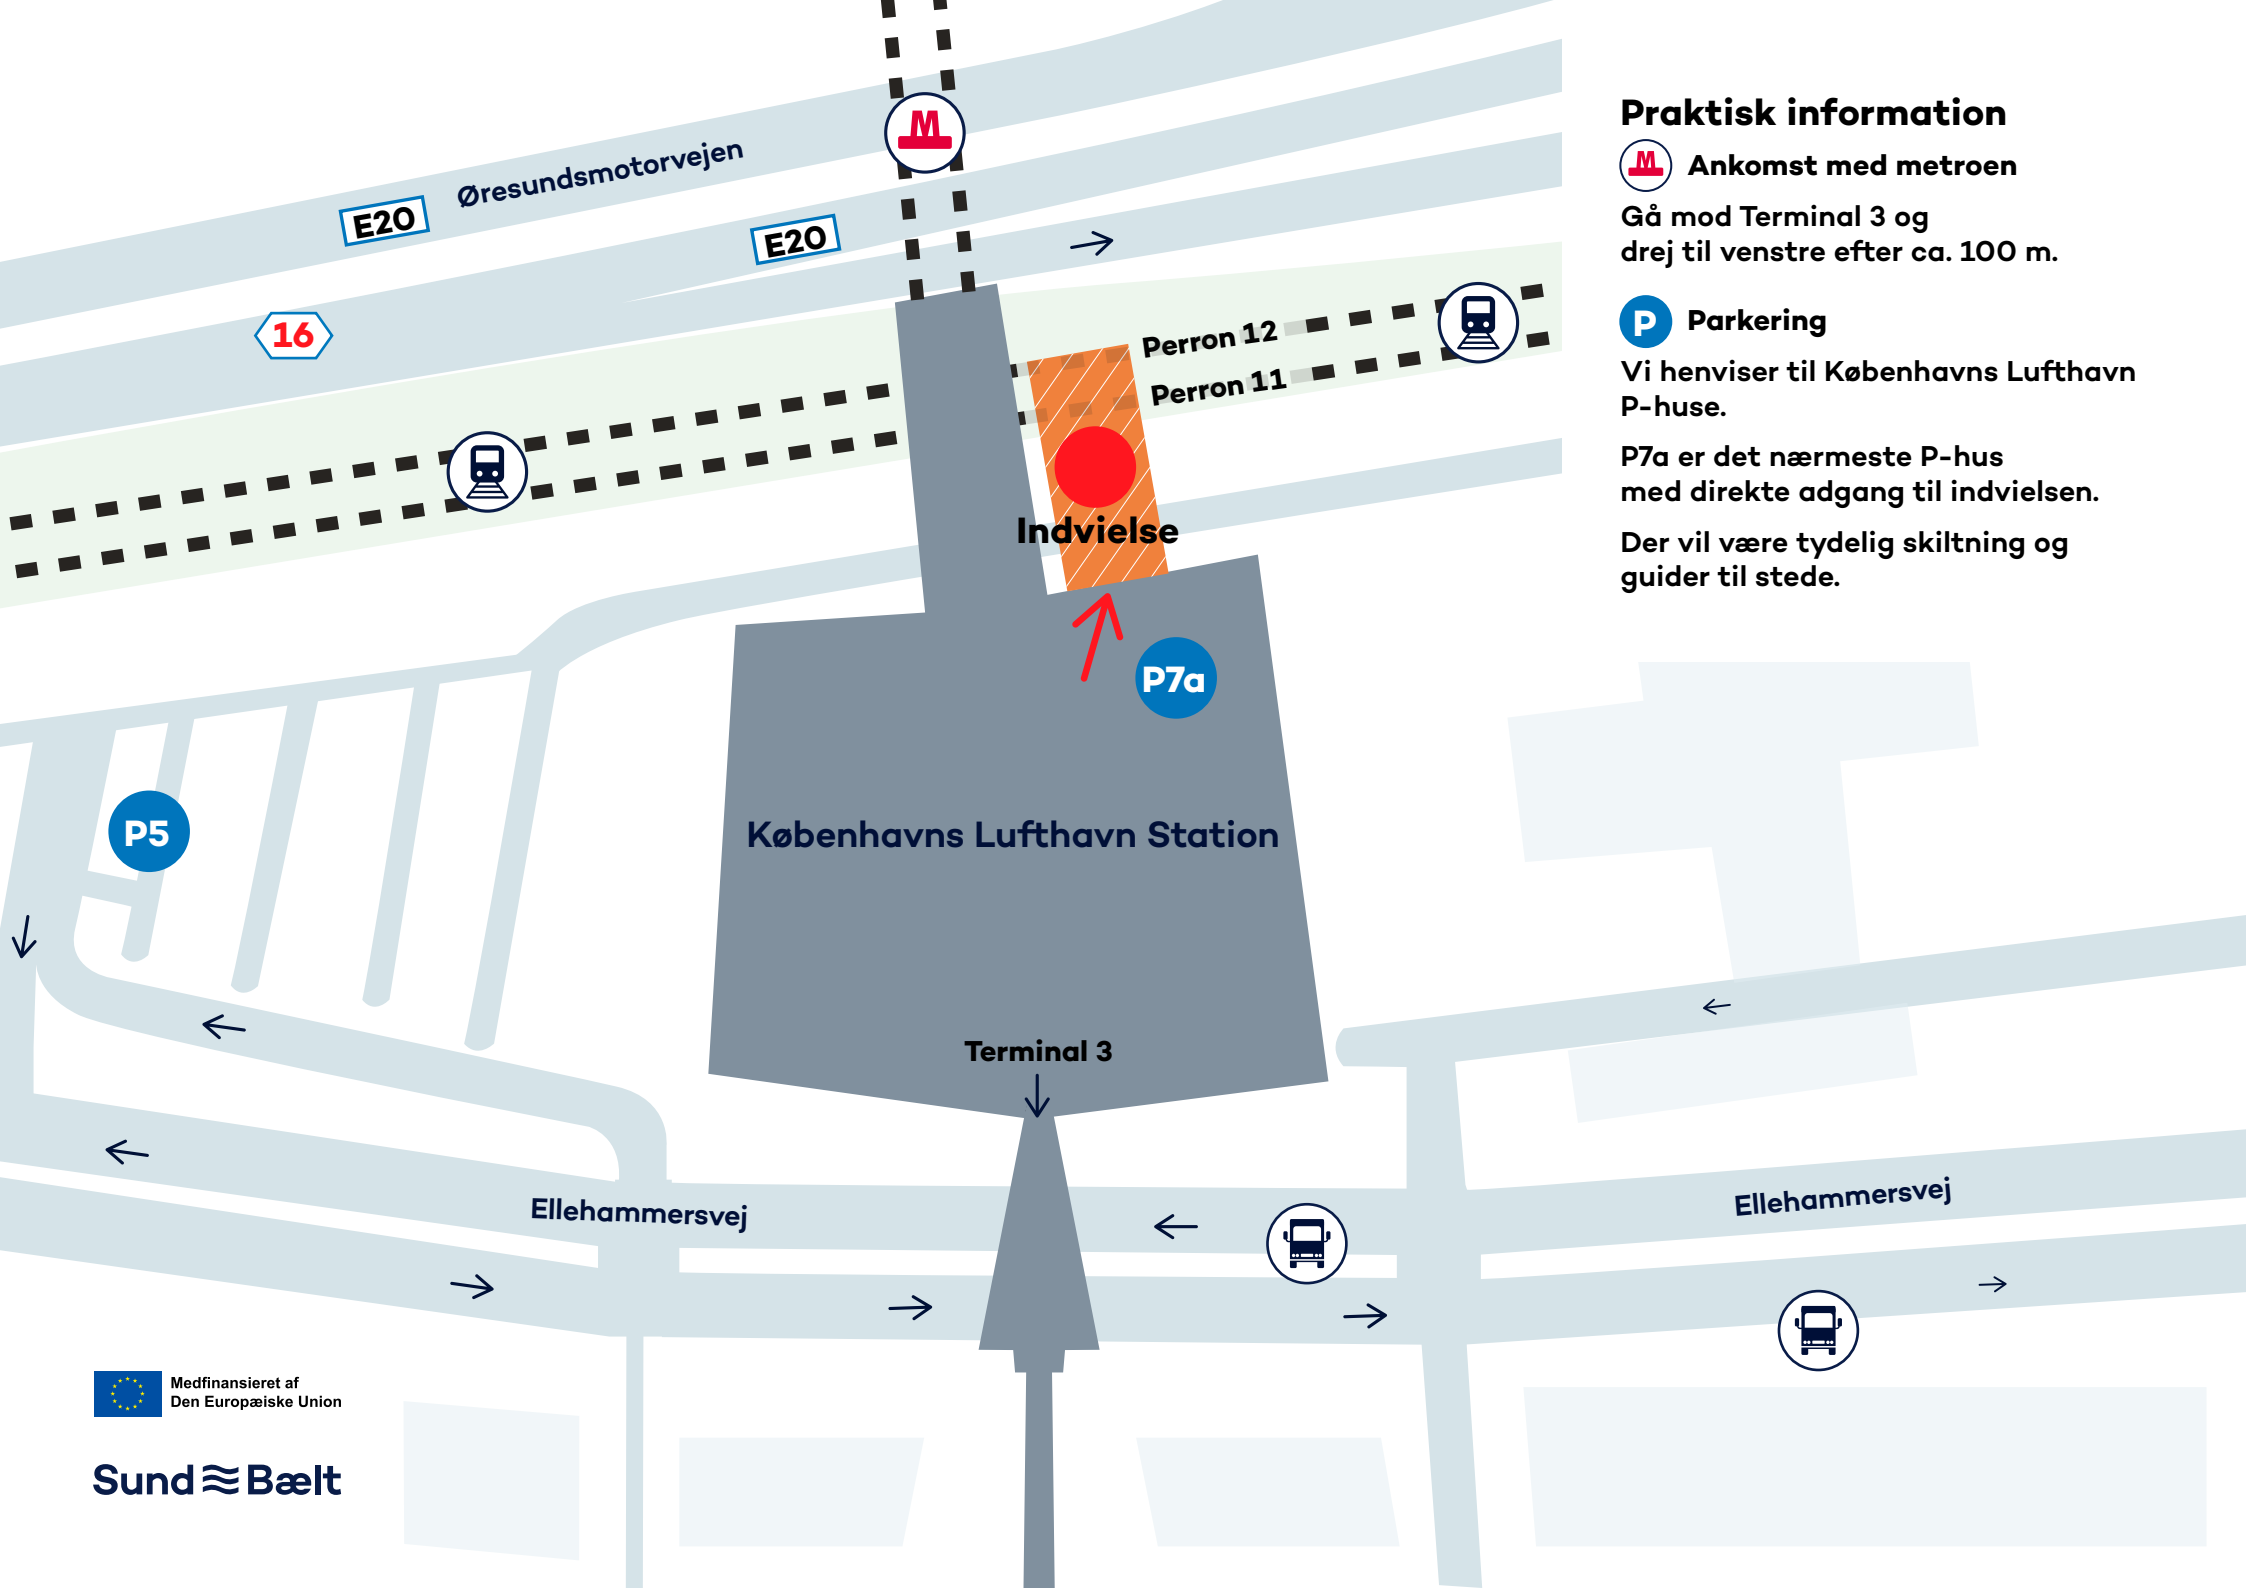 Praktisk information
M Ankomst med metroen
Gå mod Terminal 3 og
drej til venstre efter ca. 100 m.
P Parkering
Vi henviser til Københavns Lufthavn
P-huse.
P7a er det nærmeste P-hus
med direkte adgang til indvielsen.
Der vil være tydelig skiltning og
guider til stede.
M
Øresundsmotorvejen
E20
E20
16
Perron 12
Perron 11
Indvielse
P7a
P5
Københavns Lufthavn Station
Terminal 3
Ellehammersvej
Ellehammersvej
Medfinansieret af
Den Europæiske Union
Sund Bælt